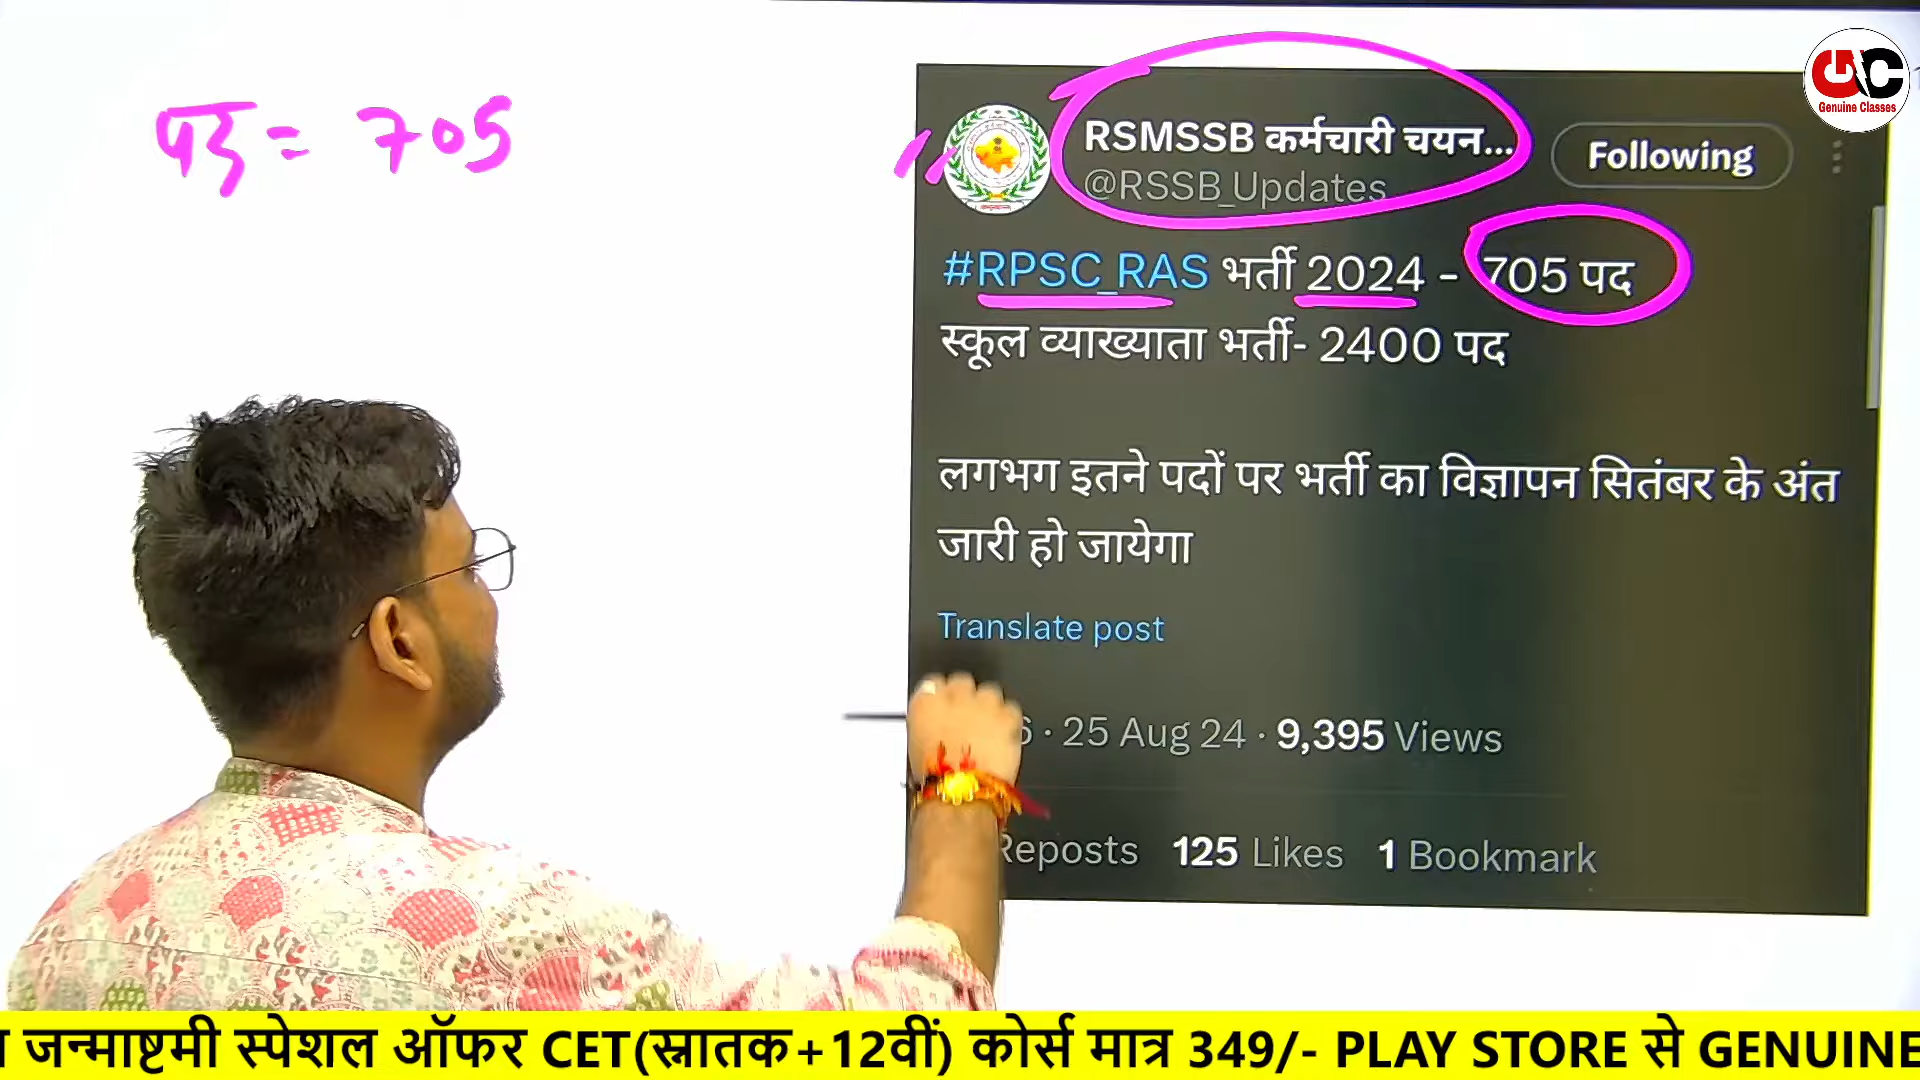 पद = 705
GNC
Genuine Classes
RSMSSB कर्मचारी चयन...
@RSSB_Updates
Following
#RPSC_RAS भर्ती 2024 - 705 पद
स्कूल व्याख्याता भर्ती- 2400 पद
लगभग इतने पदों पर भर्ती का विज्ञापन सितंबर के अंत
जारी हो जायेगा
Translate post
6 · 25 Aug 24 · 9,395 Views
Reposts 125 Likes 1 Bookmark
जन्माष्टमी स्पेशल ऑफर CET(स्नातक+12वीं) कोर्स मात्र 349/- PLAY STORE से GENUINE